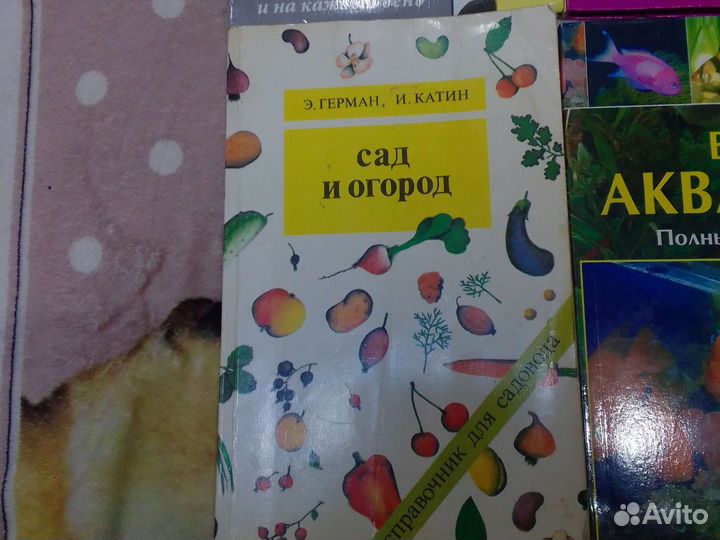 и на каждый день
Э. ГЕРМАН, И. КАТИН
сад
и огород
справочник для садовода
АКВА
Полны
Avito